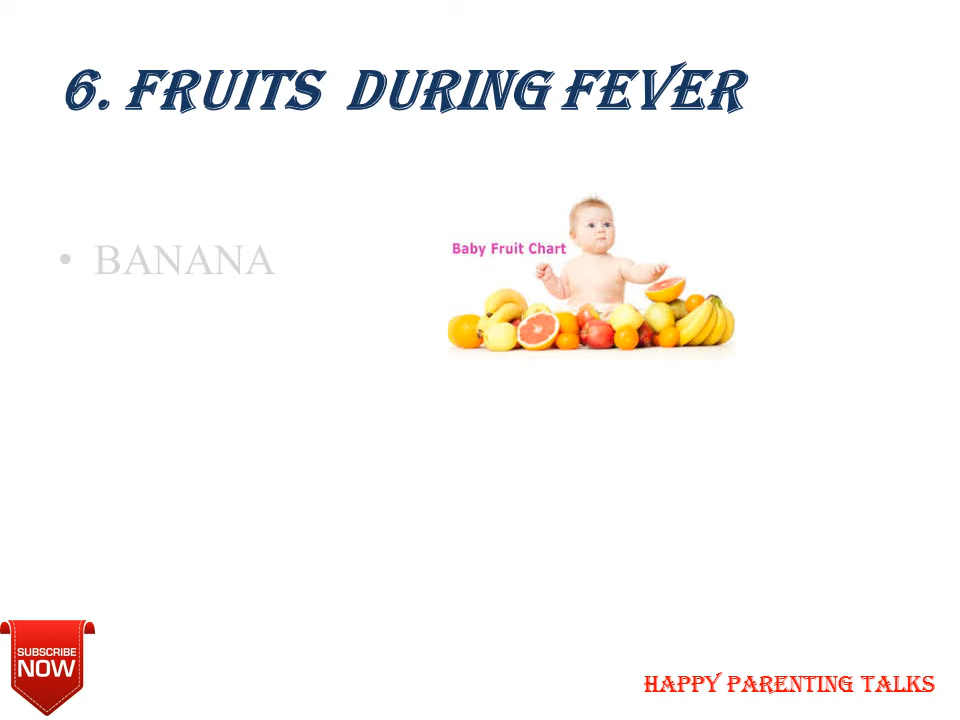 6. FRUITS DURING FEVER
• BANANA
Baby Fruit Chart
SUBSCRIBE
NOW
HAPPY PARENTING TALKS